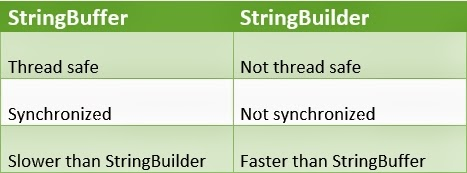 StringBuffer StringBuilder
Thread safe Not thread safe
Synchronized Not synchronized
Slower than StringBuilder Faster than StringBuffer